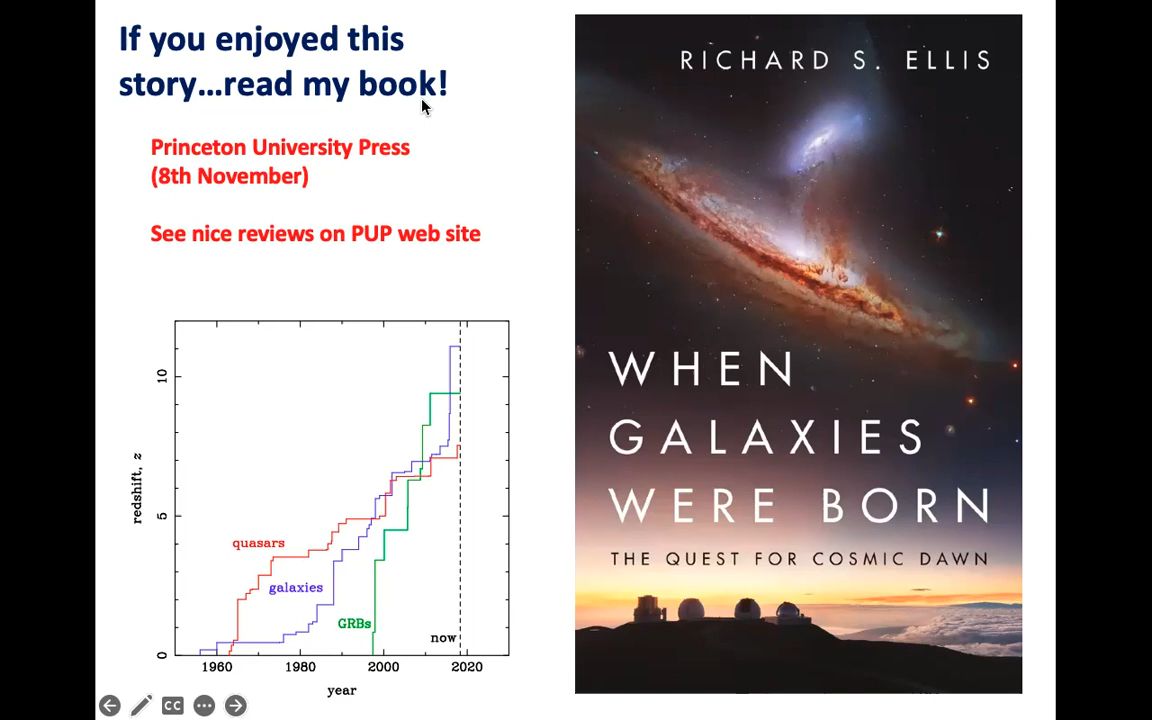 If you enjoyed this
story...read my book!
Princeton University Press
(8th November)
See nice reviews on PUP web site
10
5
0
redshift, z
quasars
galaxies
GRBs
now
1960
1980
2000
2020
year
CC
RICHARD S. ELLIS
WHEN
GALAXIES
WERE BORN
THE QUEST FOR COSMIC DAWN